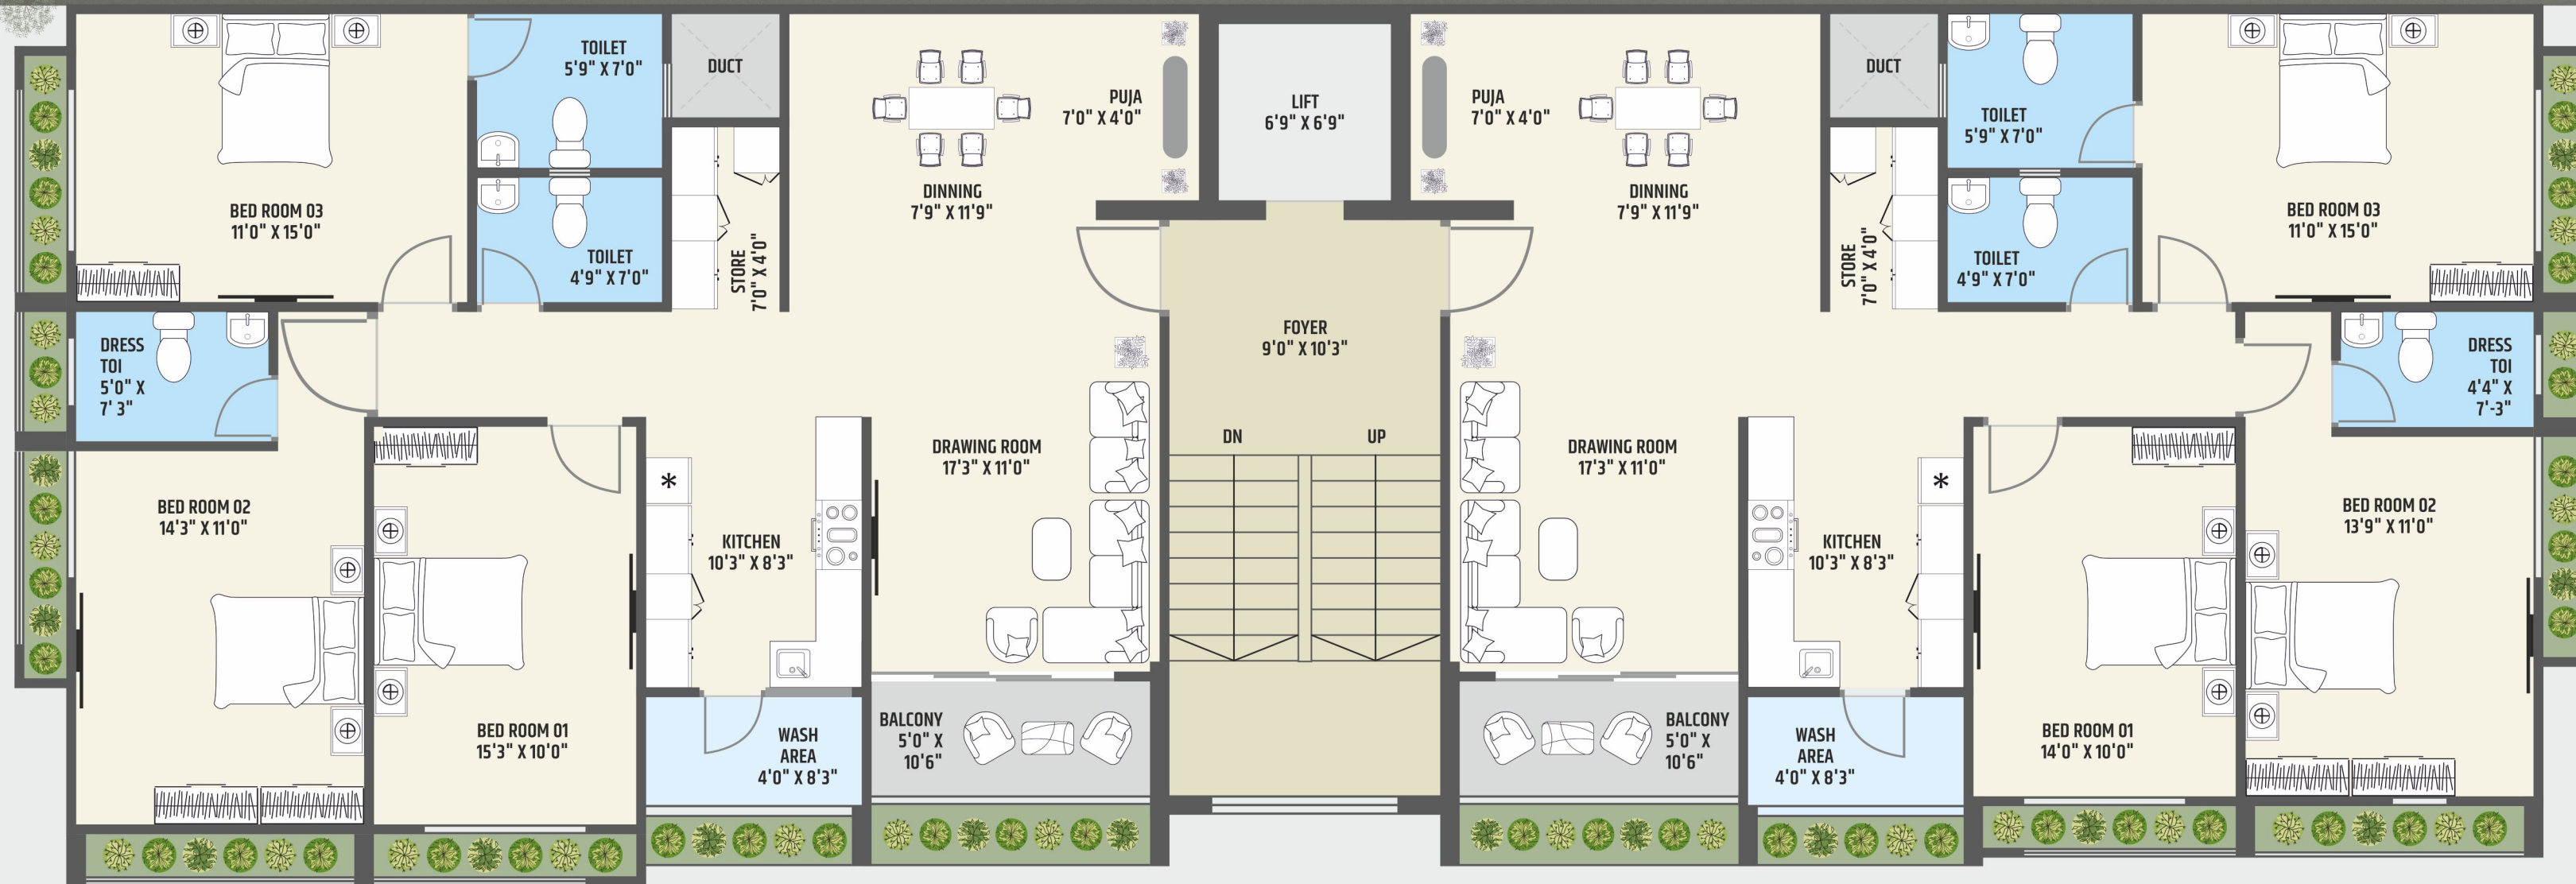 TOILET
5'9" X 7'0"
DUCT
PUJA
7'0" X 4'0"
LIFT
6'9" X 6'9"
PUJA
7'0" X 4'0"
DUCT
TOILET
5'9" X 7'0"
BED ROOM 03
11'0" X 15'0"
TOILET
4'9" X 7'0"
STORE
7'0" X 4'0"
DINNING
7'9" X 11'9"
DINNING
7'9" X 11'9"
STORE
7'0" X 4'0"
TOILET
4'9" X 7'0"
BED ROOM 03
11'0" X 15'0"
DRESS
TOI
5'0" X
7' 3"
FOYER
9'0" X 10'3"
DRESS
TOI
4'4" X
7'-3"
DN
UP
DRAWING ROOM
17'3" X 11'0"
DRAWING ROOM
17'3" X 11'0"
BED ROOM 02
14'3" X 11'0"
*
KITCHEN
10'3" X 8'3"
KITCHEN
10'3" X 8'3"
*
BED ROOM 02
13'9" X 11'0"
BED ROOM 01
15'3" X 10'0"
WASH
AREA
4'0" X 8'3"
BALCONY
5'0" X
10'6"
BALCONY
5'0" X
10'6"
WASH
AREA
4'0" X 8'3"
BED ROOM 01
14'0" X 10'0"